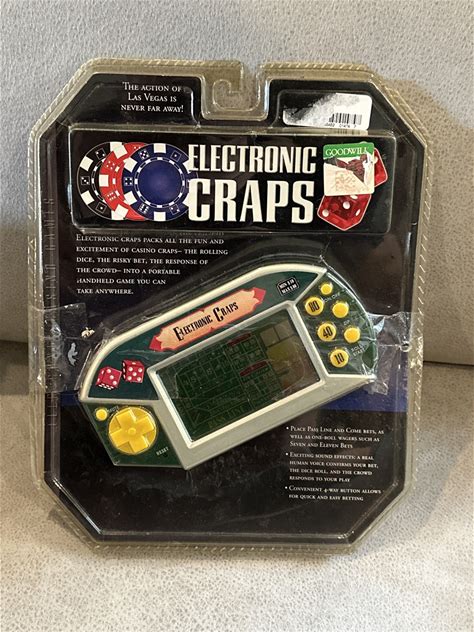 THE ACTION OF
LAS VEGAS IS
NEVER FAR AWAY!
GOODWILL
ELECTRONIC
CRAPS
ELECTRONIC CRAPS PACKS ALL THE FUN AND
EXCITEMENT OF CASINO CRAPS– THE ROLLING
DICE, THE RISKY BET, THE RESPONSE OF
THE CROWD– INTO A PORTABLE
HANDHELD GAME YOU CAN
TAKE ANYWHERE.
ELECTRONIC CRAPS
RESET
• PLACE PASS LINE AND COME BETS, AS
WELL AS ONE-ROLL WAGERS SUCH AS
SEVEN AND ELEVEN BETS
• EXCITING SOUND EFFECTS: A REAL
HUMAN VOICE CONFIRMS YOUR BET,
THE DICE ROLL, AND THE CROWD
RESPONDS TO YOUR PLAY
• CONVENIENT 4-WAY BUTTON ALLOWS
FOR QUICK AND EASY BETTING